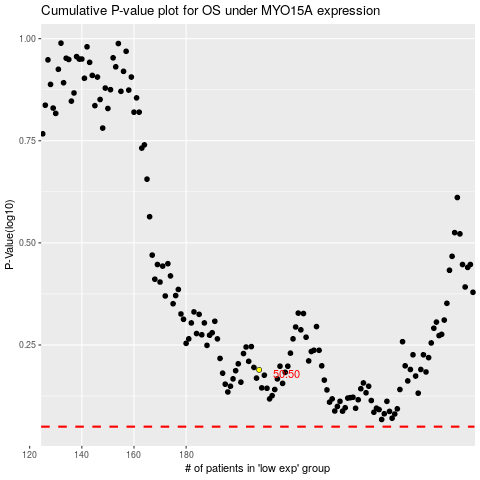 Cumulative P-value plot for OS under MYO15A expression
P-Value(log10)
1.00
0.75
0.50
0.25
50:50
120 140 160 180
# of patients in 'low exp' group